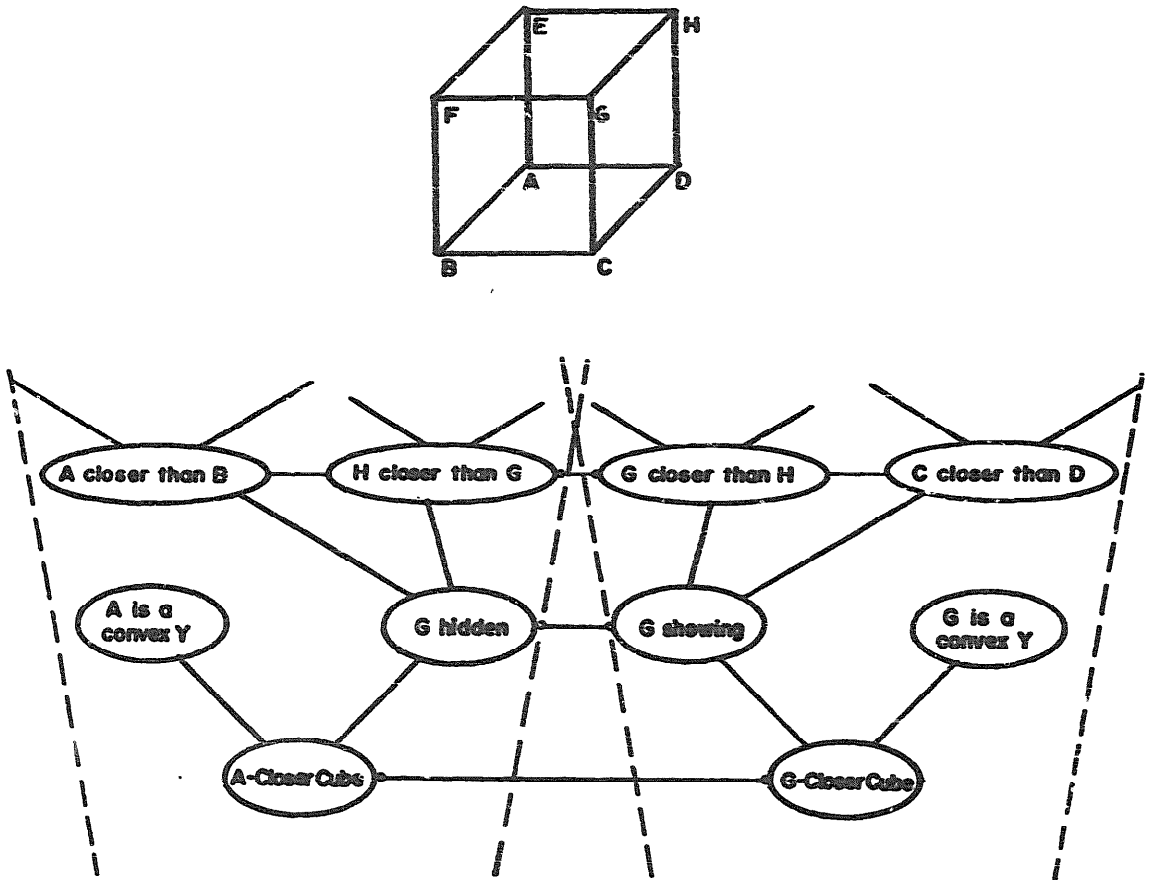 E
H
F
G
A
D
B
C
A closer than B
H closer than G
G closer than H
C closer than D
A is a
convex Y
G hidden
G showing
G is a
convex Y
A-Closer Cube
G-Closer Cube